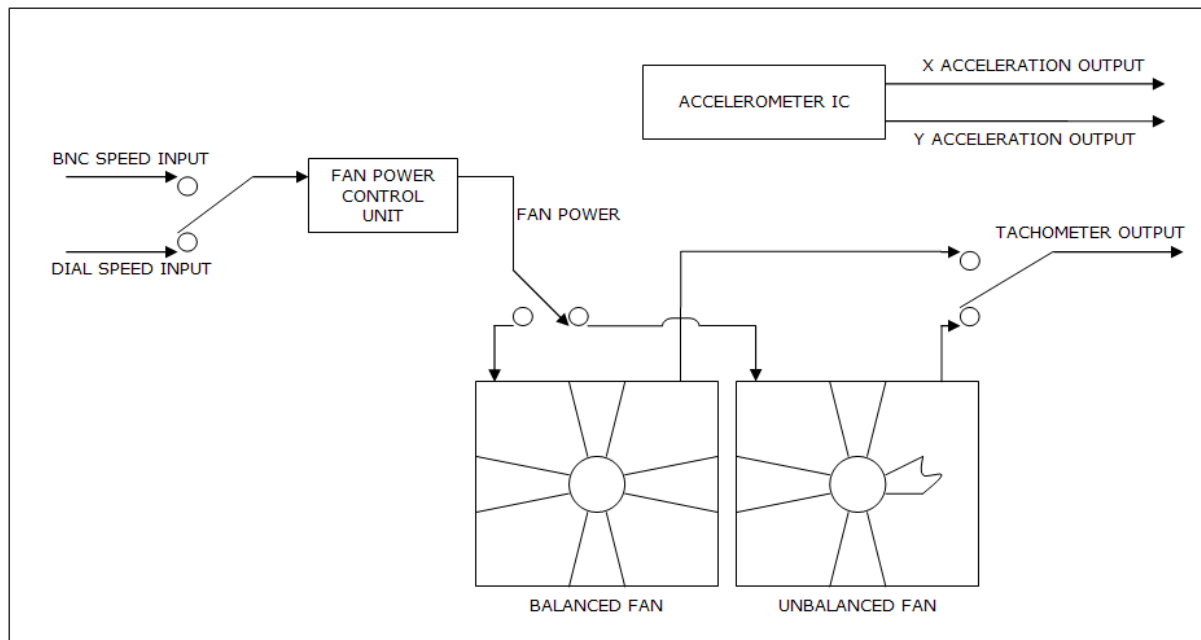 X ACCELERATION OUTPUT
ACCELEROMETER IC
Y ACCELERATION OUTPUT
BNC SPEED INPUT
FAN POWER
CONTROL
UNIT
FAN POWER
TACHOMETER OUTPUT
DIAL SPEED INPUT
BALANCED FAN
UNBALANCED FAN